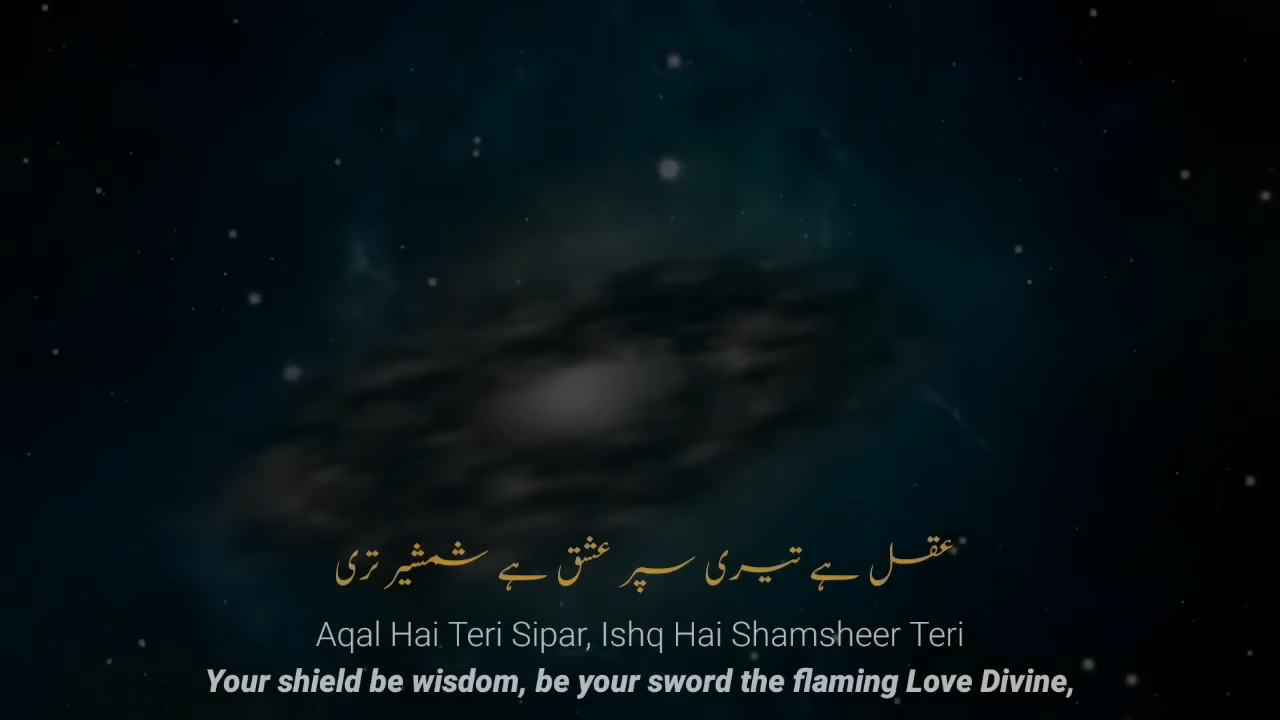 عقل ہے تیری سپر عشق ہے شمشیر تری
Aqal Hai Teri Sipar, Ishq Hai Shamsheer Teri
Your shield be wisdom, be your sword the flaming Love Divine,